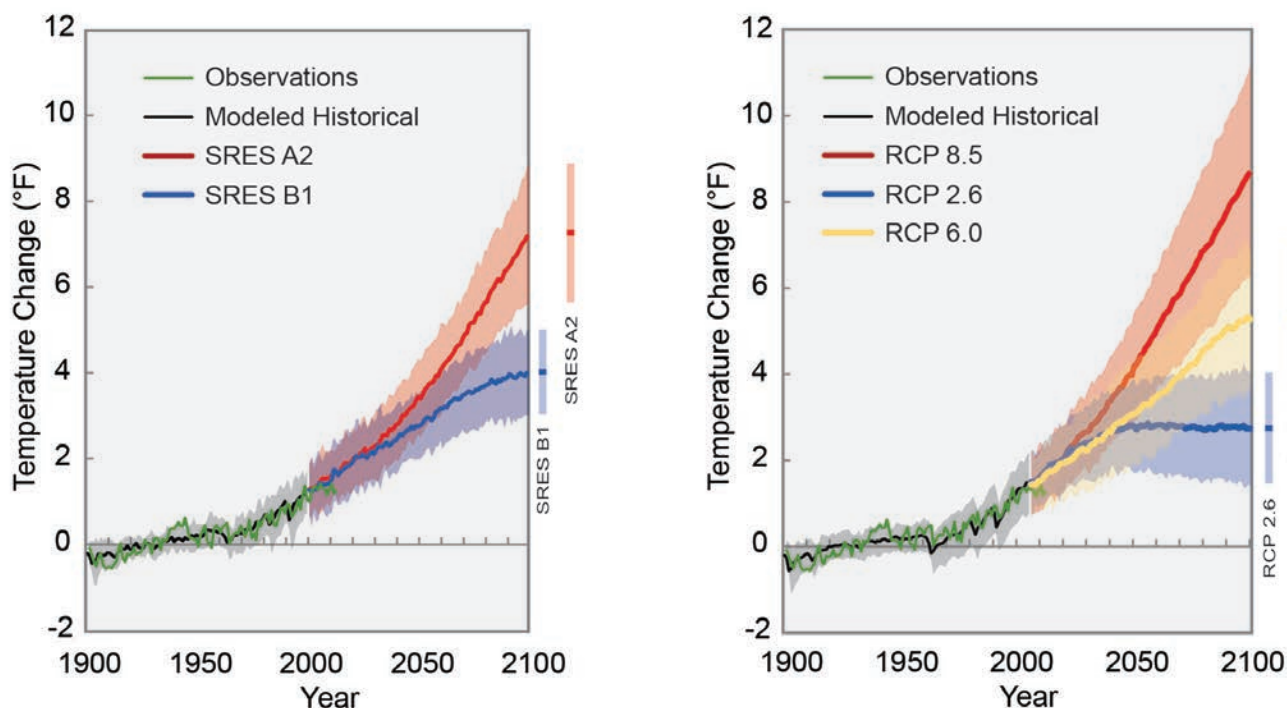 12
10
8
6
4
2
0
-2
Temperature Change (°F)
Observations
Modeled Historical
SRES A2
SRES B1
1900
1950
2000
2050
2100
Year
SRES B1
SRES A2
12
10
8
6
4
2
0
-2
Temperature Change (°F)
Observations
Modeled Historical
RCP 8.5
RCP 2.6
RCP 6.0
1900
1950
2000
2050
2100
Year
RCP 2.6